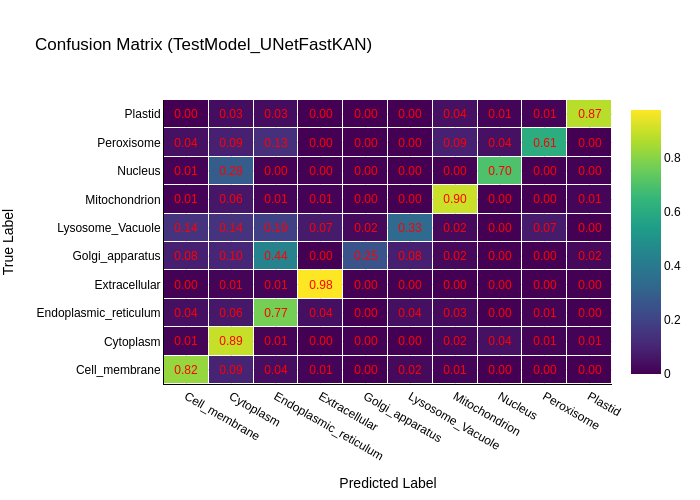 Confusion Matrix (TestModel_UNetFastKAN)
Plastid 0.00 0.03 0.03 0.00 0.00 0.00 0.04 0.01 0.01 0.87
Peroxisome 0.04 0.09 0.13 0.00 0.00 0.00 0.09 0.04 0.61 0.00
Nucleus 0.01 0.00 0.00 0.00 0.00 0.00 0.70 0.00 0.00
Mitochondrion 0.01 0.06 0.01 0.01 0.00 0.00 0.90 0.00 0.00 0.01
Lysosome_Vacuole 0.14 0.14 0.07 0.02 0.02 0.00 0.07 0.00
Golgi_apparatus 0.08 0.10 0.44 0.00 0.08 0.02 0.00 0.00 0.02
Extracellular 0.00 0.01 0.01 0.98 0.00 0.00 0.00 0.00 0.00 0.00
Endoplasmic_reticulum 0.04 0.06 0.77 0.04 0.00 0.04 0.03 0.00 0.01 0.00
Cytoplasm 0.01 0.89 0.01 0.00 0.00 0.00 0.02 0.04 0.01 0.01
Cell_membrane 0.82 0.09 0.04 0.01 0.00 0.02 0.01 0.00 0.00 0.00
Cell_membrane Cytoplasm Endoplasmic_reticulum Extracellular Golgi_apparatus Lysosome_Vacuole Mitochondrion Nucleus Peroxisome Plastid
Predicted Label
True Label
0.8
0.6
0.4
0.2
0